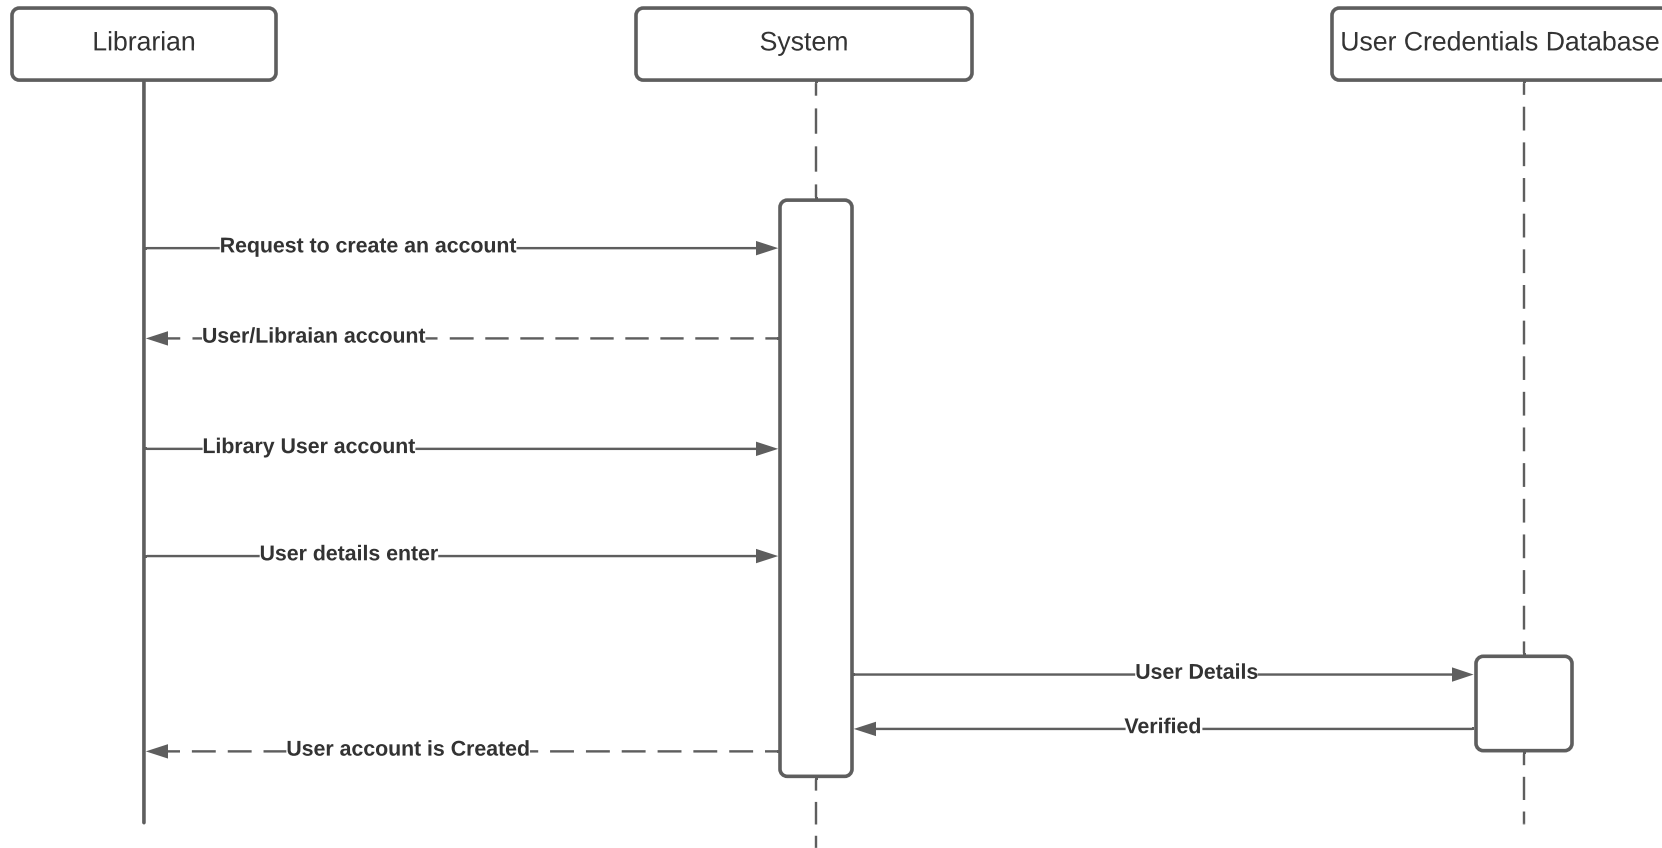 Librarian
System
User Credentials Database
Request to create an account
User/Libraian account
Library User account
User details enter
User Details
Verified
User account is Created